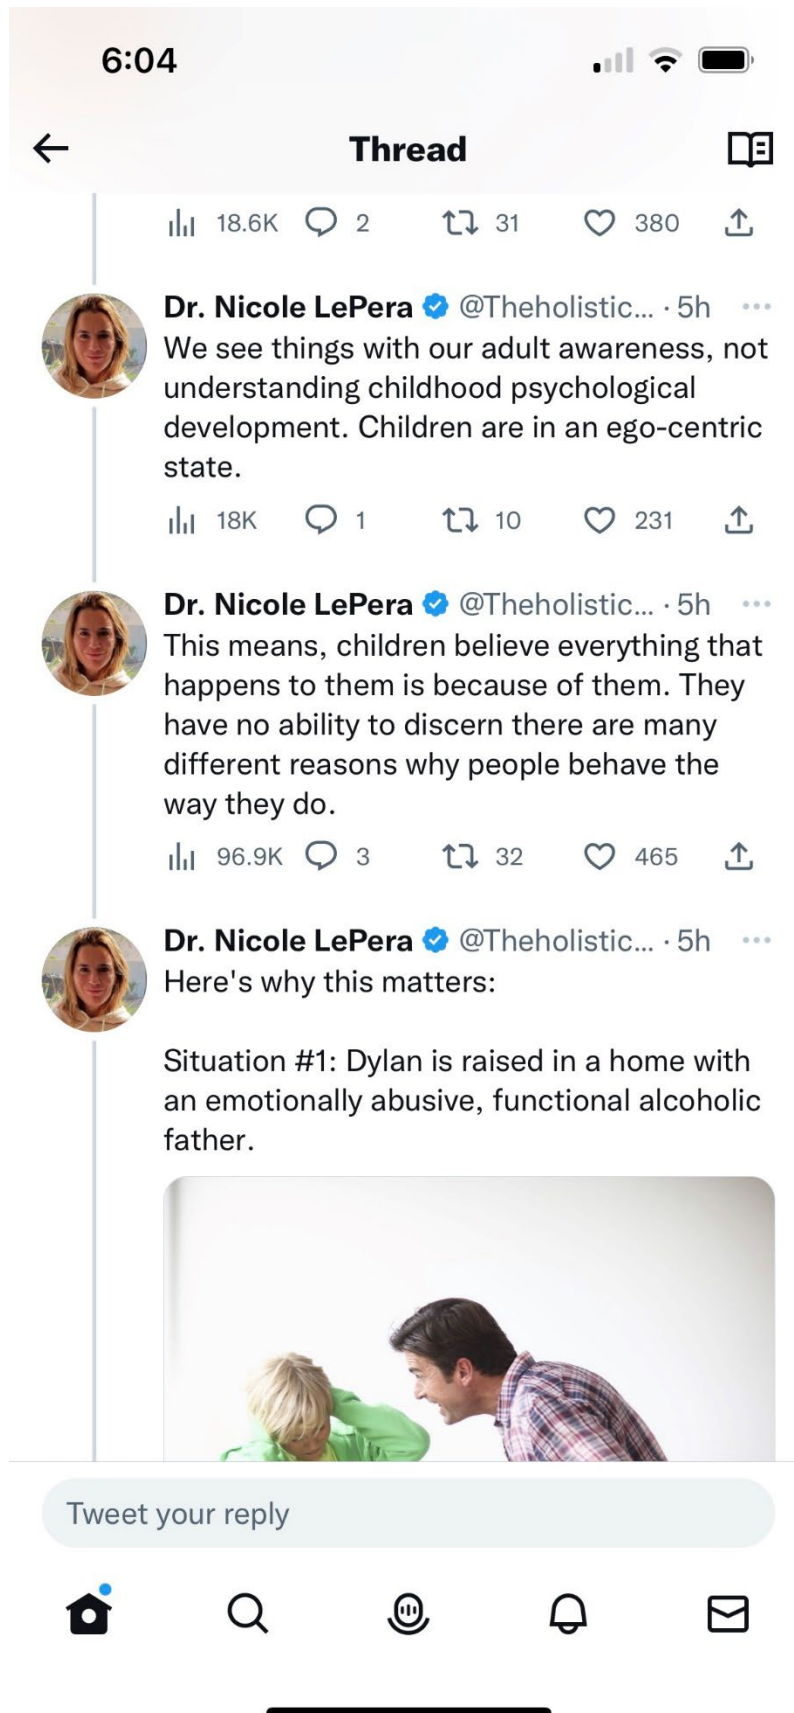 6:04
Thread
18.6K 2 31 380
Dr. Nicole LePera @Theholistic... · 5h
We see things with our adult awareness, not
understanding childhood psychological
development. Children are in an ego-centric
state.
18K 1 10 231
Dr. Nicole LePera @Theholistic... · 5h
This means, children believe everything that
happens to them is because of them. They
have no ability to discern there are many
different reasons why people behave the
way they do.
96.9K 3 32 465
Dr. Nicole LePera @Theholistic... · 5h
Here's why this matters:
Situation #1: Dylan is raised in a home with
an emotionally abusive, functional alcoholic
father.
Tweet your reply